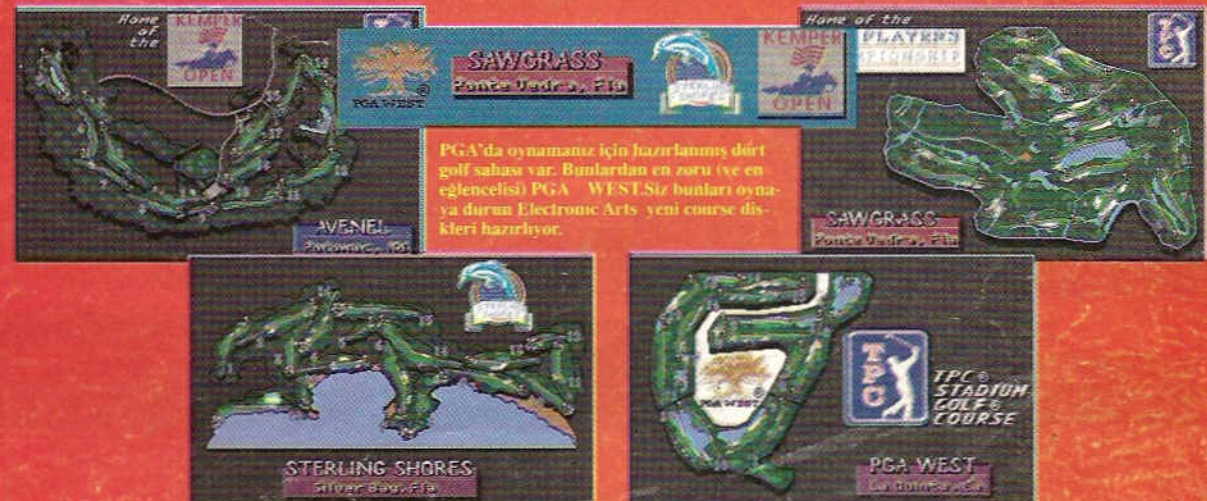 Home
of
the
KEMPER
OPEN
AVENEL
PGA WEST®
SAWGRASS
Ponte Vedra, Fla
KEMPER
OPEN
Home of the
PLAYERS
SAWGRASS
Ponte Vedra, Fla
PGA'da oynamanız için hazırlanmış dört
golf sahası var. Bunlardan en zoru (ve en
eğlencelisi) PGA WEST.Siz bunları oyna-
ya durun Electronic Arts yeni course dis-
kleri hazırlıyor.
STERLING SHORES
Silver Bay, Fla
PGA WEST
TPC
TPC®
STADIUM
GOLF®
COURSE
PGA WEST
La Quinta, Ca